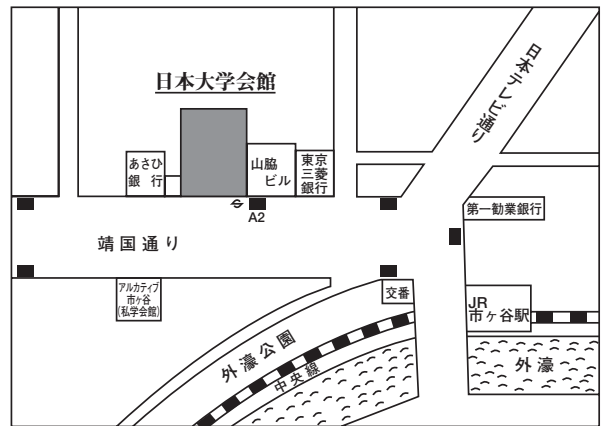 日本大学会館
日本テレビ通り
あさひ
銀行
山脇
ビル
東京
三菱
銀行
A2
第一勧業銀行
靖国通り
アルカディブ
市ヶ谷
(私学会館)
交番
JR
市ヶ谷駅
外濠公園
中央線
外濠